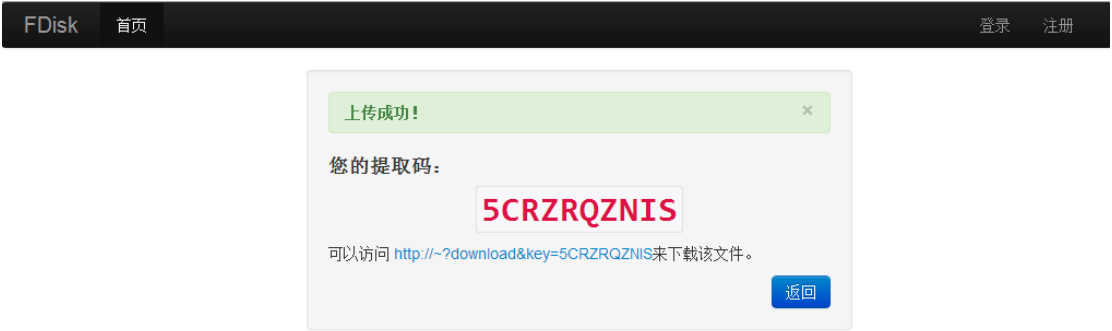 FDisk 首页 登录 注册
上传成功! ×
您的提取码:
5CRZRQZNIS
可以访问 http://~?download&key=5CRZRQZNIS来下载该文件。
返回